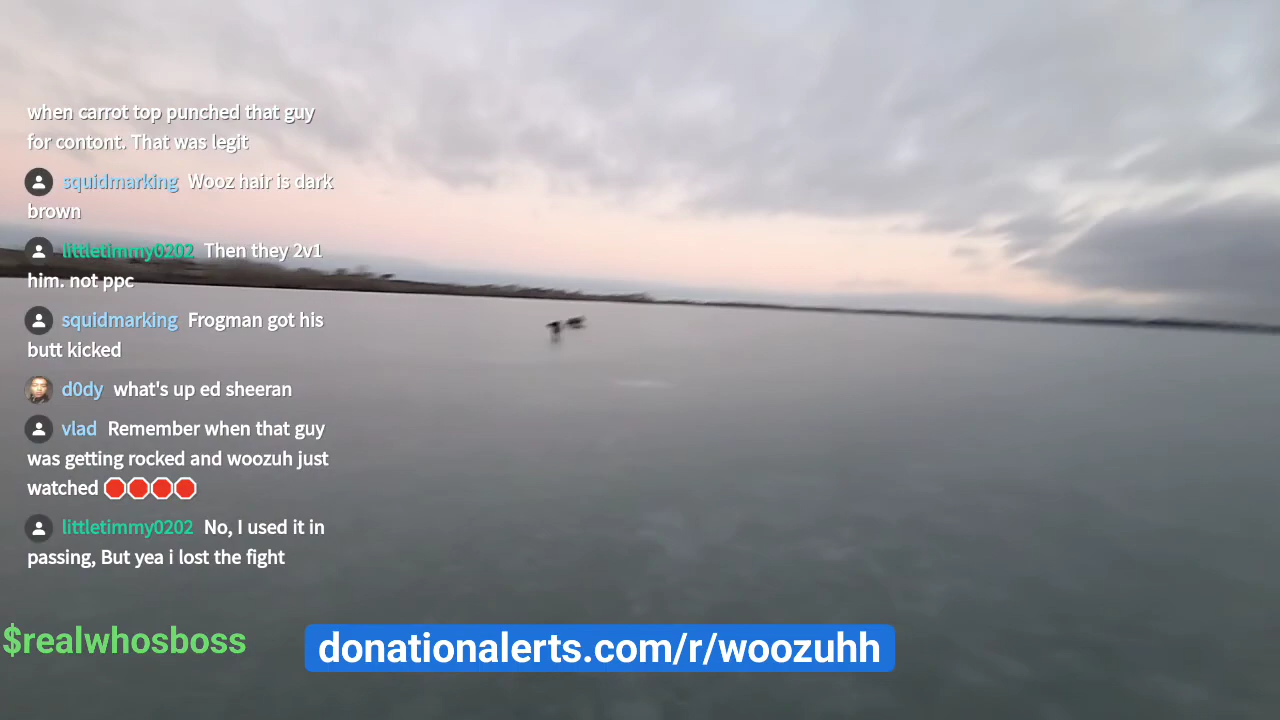 when carrot top punched that guy
for contont. That was legit
squidmarking Wooz hair is dark
brown
littletimmy0202 Then they 2v1
him. not ppc
squidmarking Frogman got his
butt kicked
d0dy what's up ed sheeran
vlad Remember when that guy
was getting rocked and woozuh just
watched
littletimmy0202 No, I used it in
passing, But yea i lost the fight
$realwhosboss
donationalerts.com/r/woozuhh